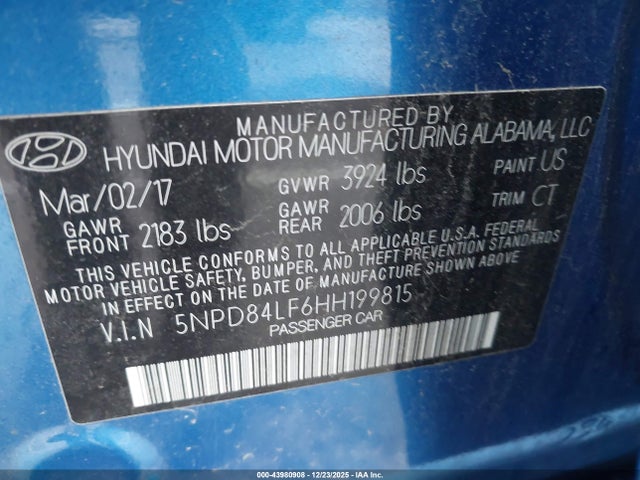 MANUFACTURED BY
HYUNDAI MOTOR MANUFACTURING ALABAMA, LLC
Mar/02/17 GVWR 3924 lbs PAINT US
GAWR FRONT 2183 lbs GAWR REAR 2006 lbs TRIM CT
THIS VEHICLE CONFORMS TO ALL APPLICABLE U.S.A. FEDERAL
MOTOR VEHICLE SAFETY, BUMPER, AND THEFT PREVENTION STANDARDS
IN EFFECT ON THE DATE OF MANUFACTURE SHOWN ABOVE
V.I.N 5NPD84LF6HH199815
PASSENGER CAR
000-43980908 - 12/23/2025 - IAA Inc.